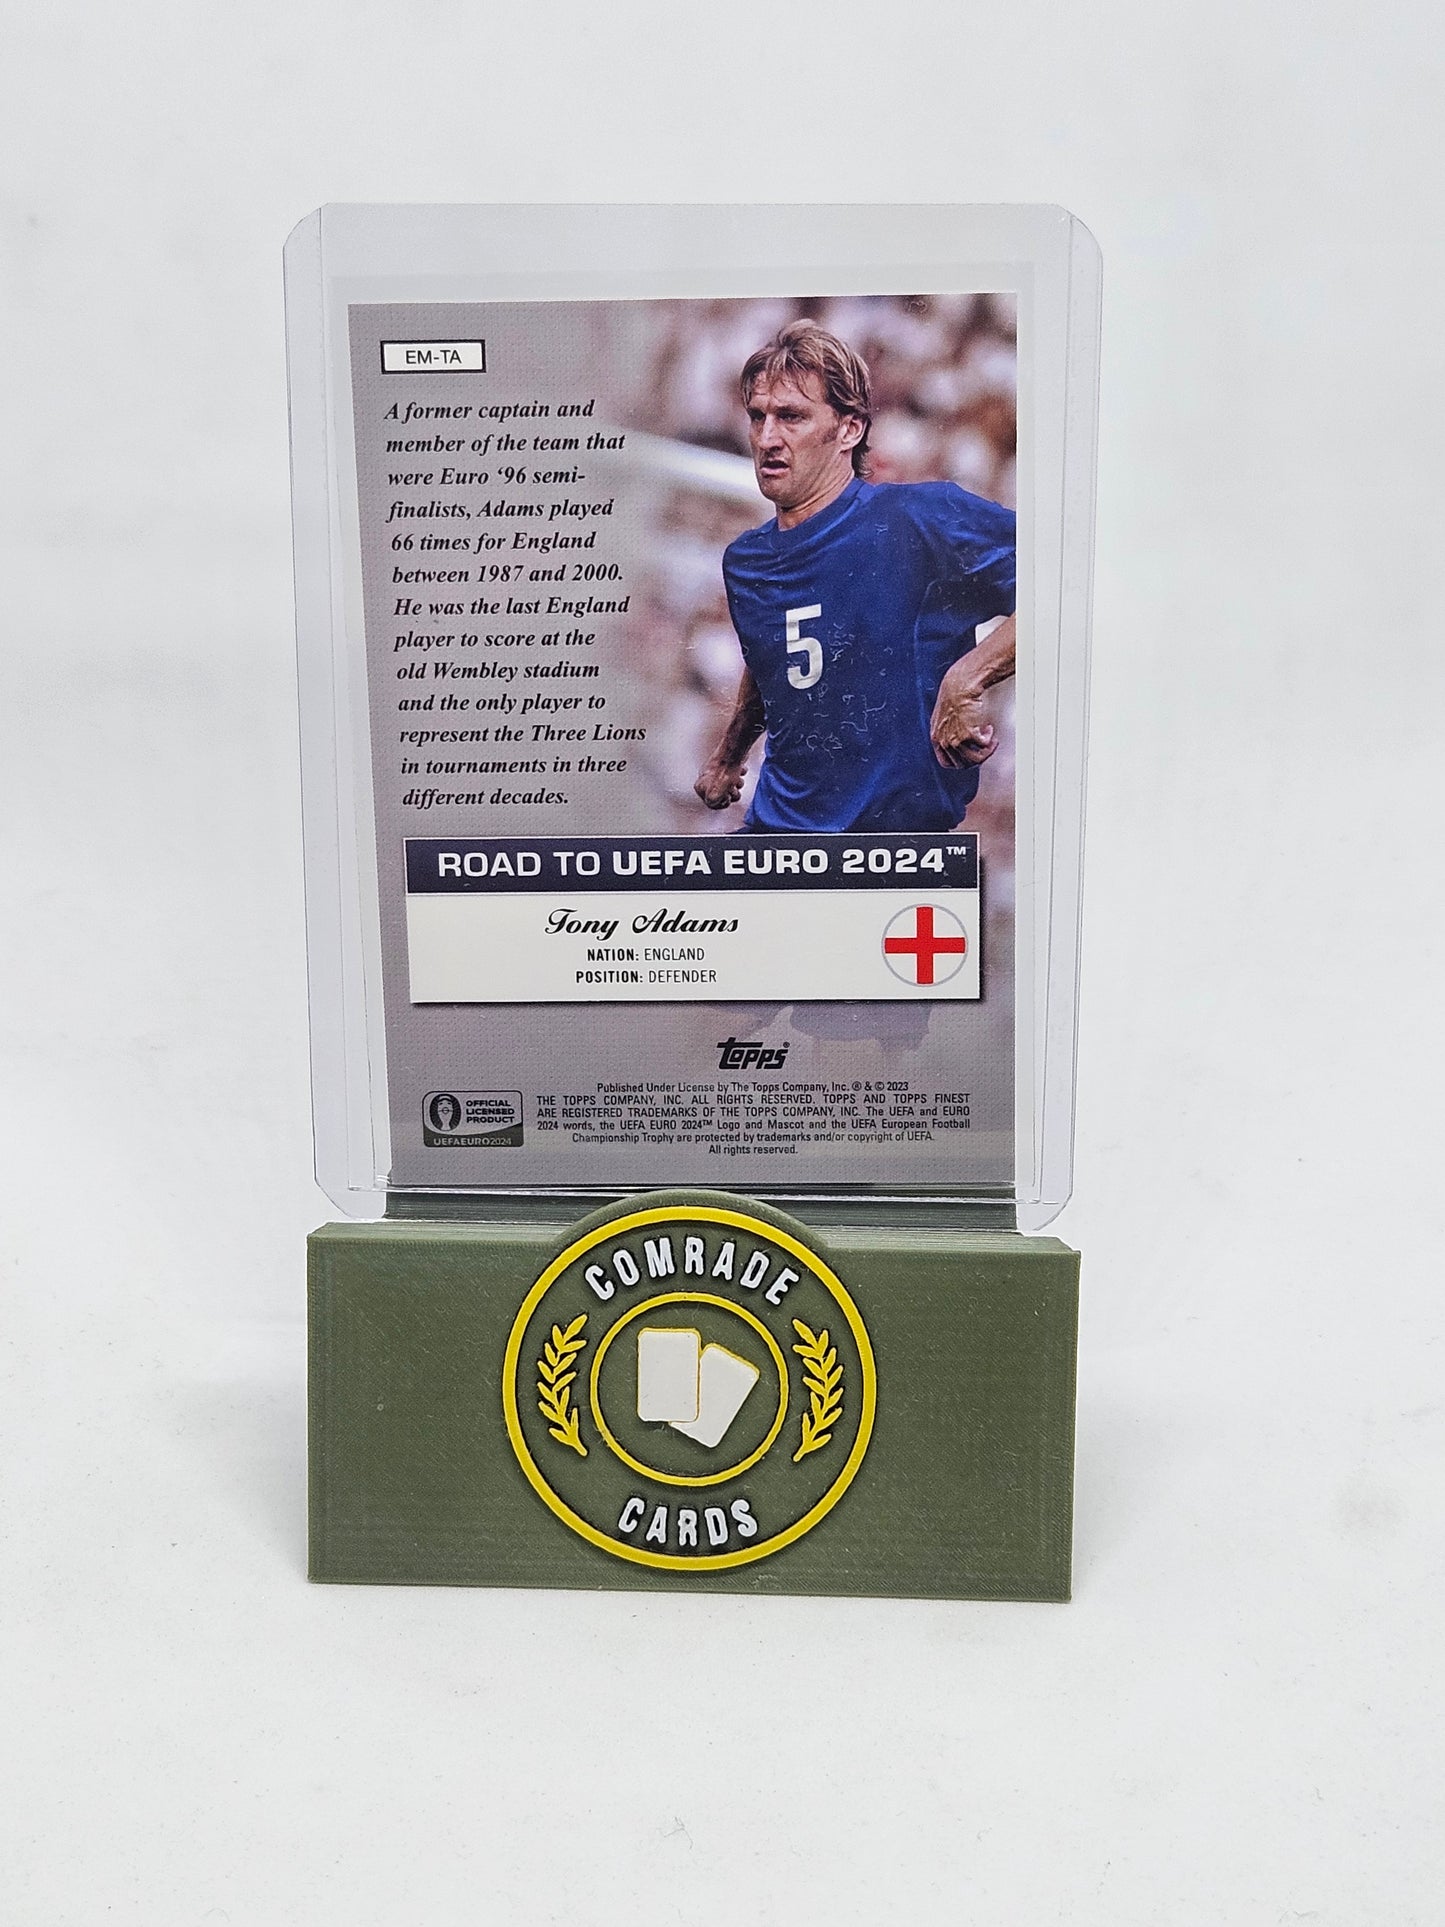 EM-TA
A former captain and
member of the team that
were Euro ‘96 semi-
finalists, Adams played
66 times for England
between 1987 and 2000.
He was the last England
player to score at the
old Wembley stadium
and the only player to
represent the Three Lions
in tournaments in three
different decades.
5
ROAD TO UEFA EURO 2024™
Tony Adams
NATION: ENGLAND
POSITION: DEFENDER
topps®
OFFICIAL
LICENSED
PRODUCT
UEFAEURO2024
Published Under License by The Topps Company, Inc. ® & © 2023
THE TOPPS COMPANY, INC. ALL RIGHTS RESERVED. TOPPS AND TOPPS FINEST
ARE REGISTERED TRADEMARKS OF THE TOPPS COMPANY, INC. The UEFA and EURO
2024 words, the UEFA EURO 2024™ Logo and Mascot and the UEFA European Football
Championship Trophy are protected by trademarks and/or copyright of UEFA.
All rights reserved.
COMRADE
CARDS